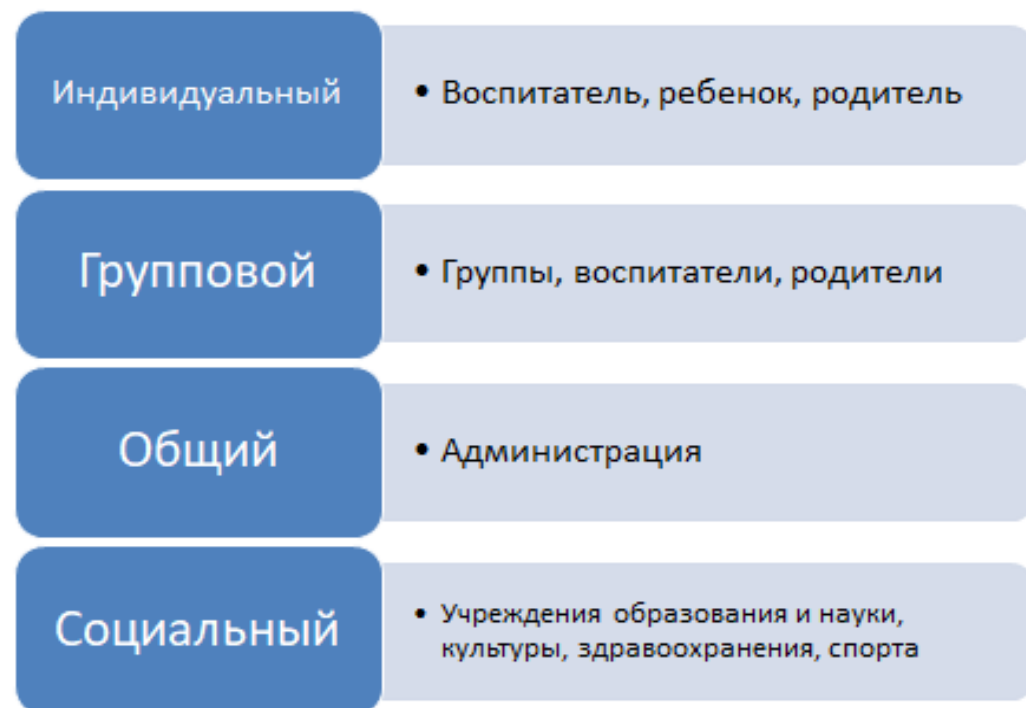 Индивидуальный
• Воспитатель, ребенок, родитель
Групповой
• Группы, воспитатели, родители
Общий
• Администрация
Социальный
• Учреждения образования и науки,
культуры, здравоохранения, спорта